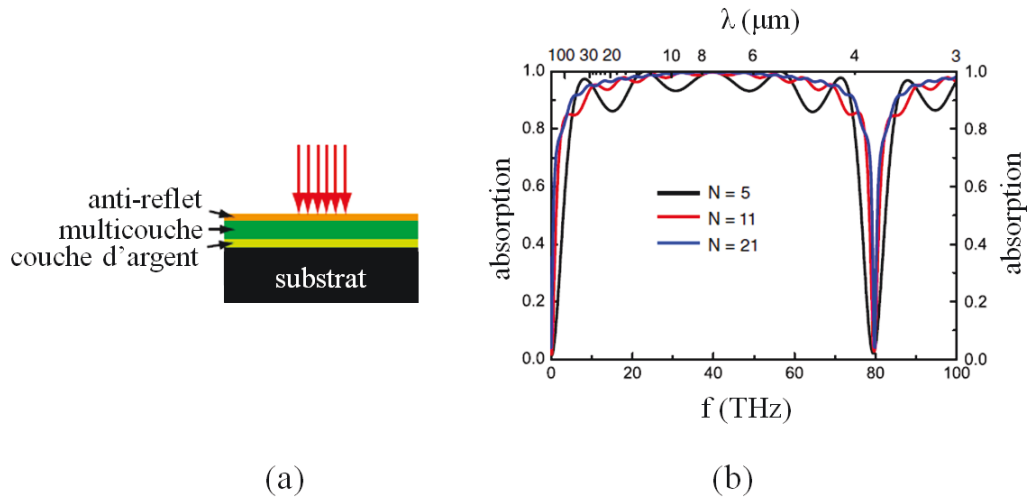 anti-reflet
multicouche
couche d'argent
substrat
(a)
λ (μm)
100 30 20 10 8 6 4 3
1.0
0.8
0.6
0.4
0.2
0.0
absorption
N = 5
N = 11
N = 21
1.0
0.8
0.6
0.4
0.2
0.0
absorption
0 20 40 60 80 100
f (THz)
(b)